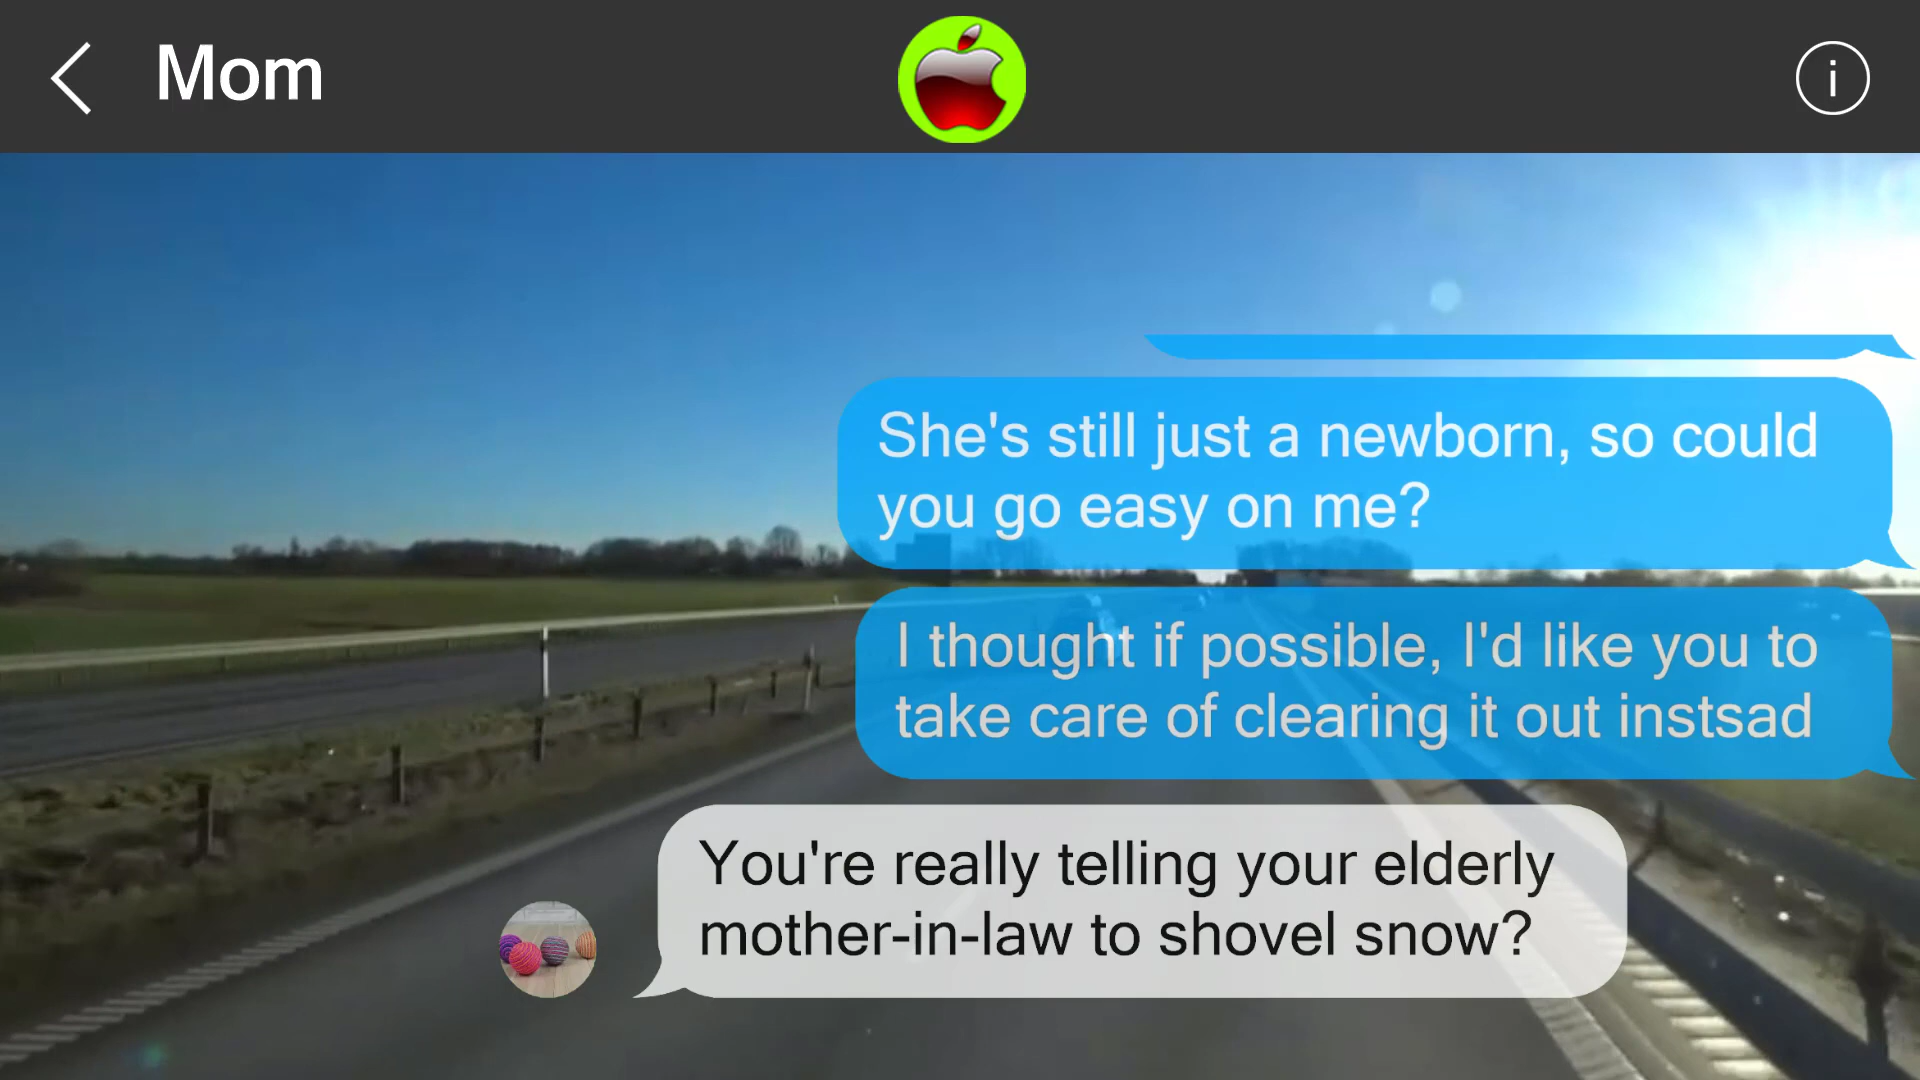 Mom
i
She's still just a newborn, so could
you go easy on me?
I thought if possible, I'd like you to
take care of clearing it out instsad
You're really telling your elderly
mother-in-law to shovel snow?